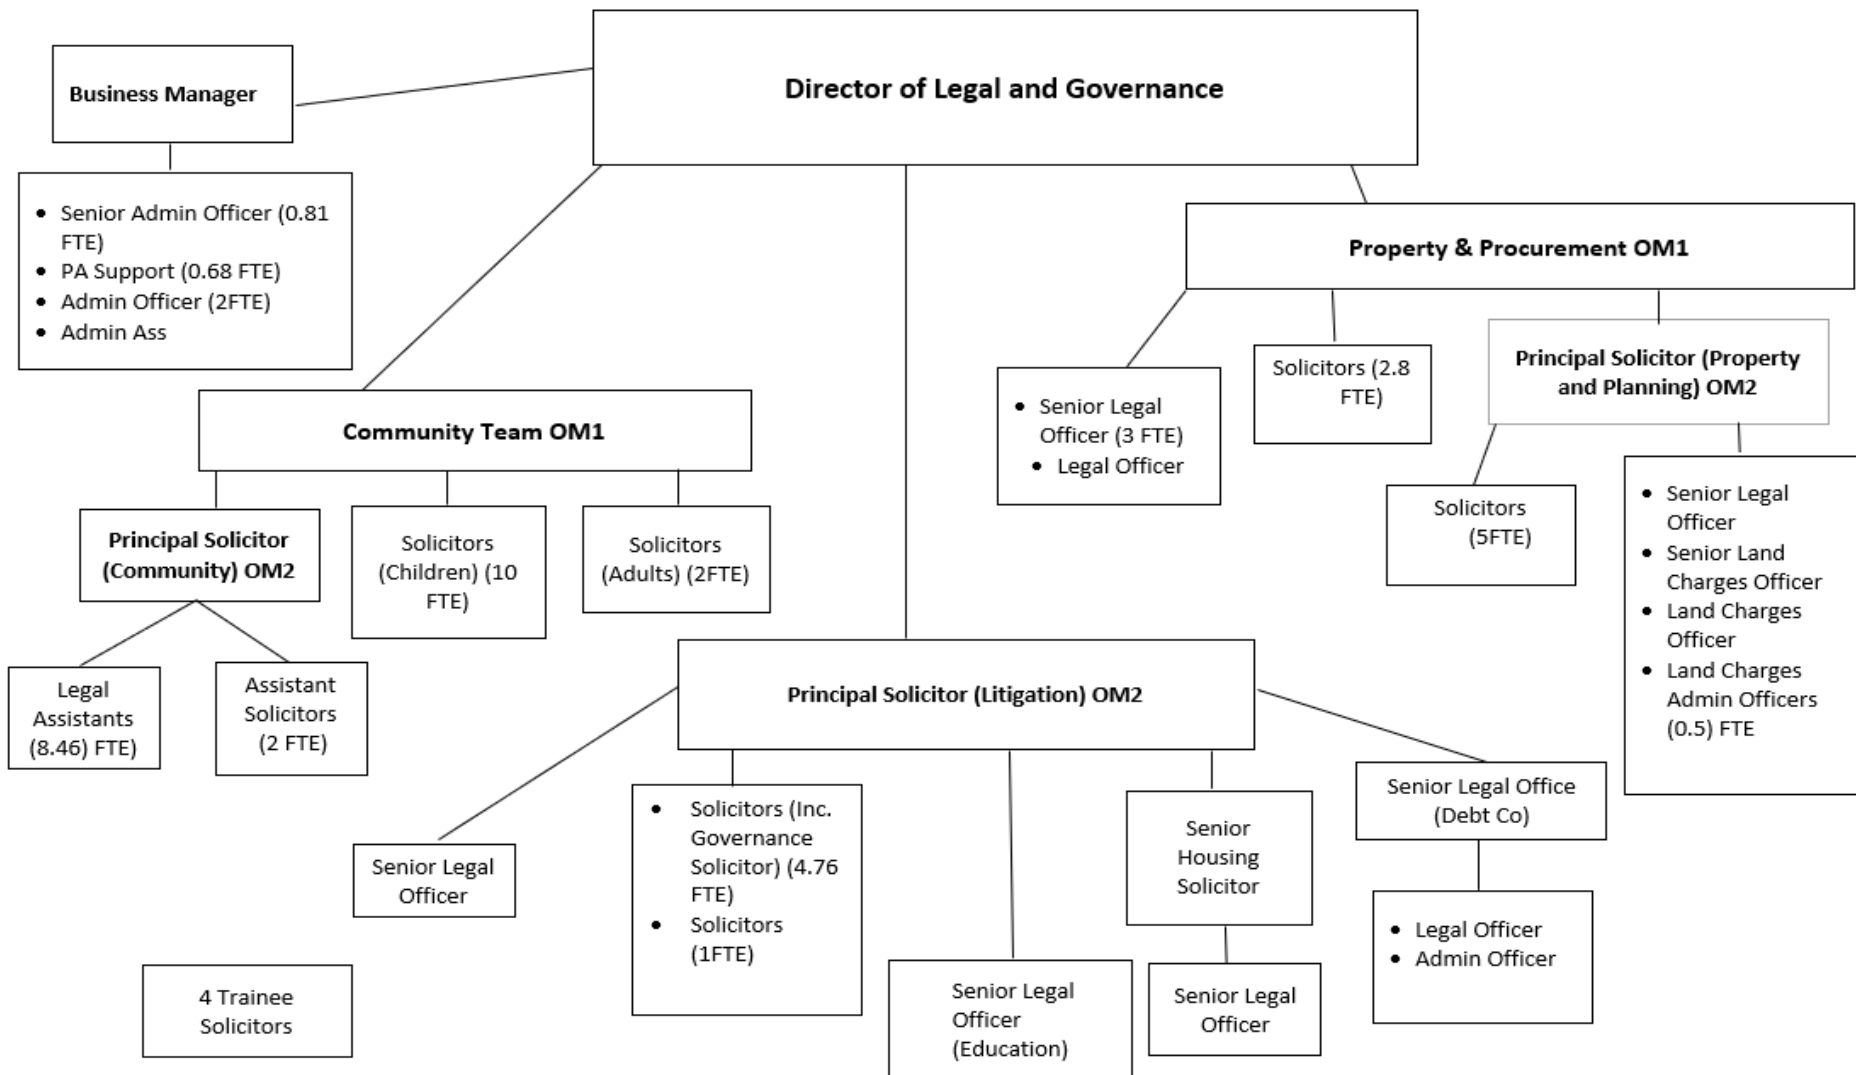 Director of Legal and Governance
Business Manager
• Senior Admin Officer (0.81
FTE)
• PA Support (0.68 FTE)
• Admin Officer (2FTE)
• Admin Ass
Property & Procurement OM1
• Senior Legal
Officer (3 FTE)
• Legal Officer
Solicitors (2.8
FTE)
Principal Solicitor (Property
and Planning) OM2
Solicitors
(5FTE)
• Senior Legal
Officer
• Senior Land
Charges Officer
• Land Charges
Officer
• Land Charges
Admin Officers
(0.5) FTE
Community Team OM1
Principal Solicitor
(Community) OM2
Solicitors
(Children) (10
FTE)
Solicitors
(Adults) (2FTE)
Legal
Assistants
(8.46) FTE)
Assistant
Solicitors
(2 FTE)
Principal Solicitor (Litigation) OM2
Senior Legal
Officer
• Solicitors (Inc.
Governance
Solicitor) (4.76
FTE)
• Solicitors
(1FTE)
Senior Legal
Officer
(Education)
Senior
Housing
Solicitor
Senior Legal
Officer
Senior Legal Office
(Debt Co)
• Legal Officer
• Admin Officer
4 Trainee
Solicitors